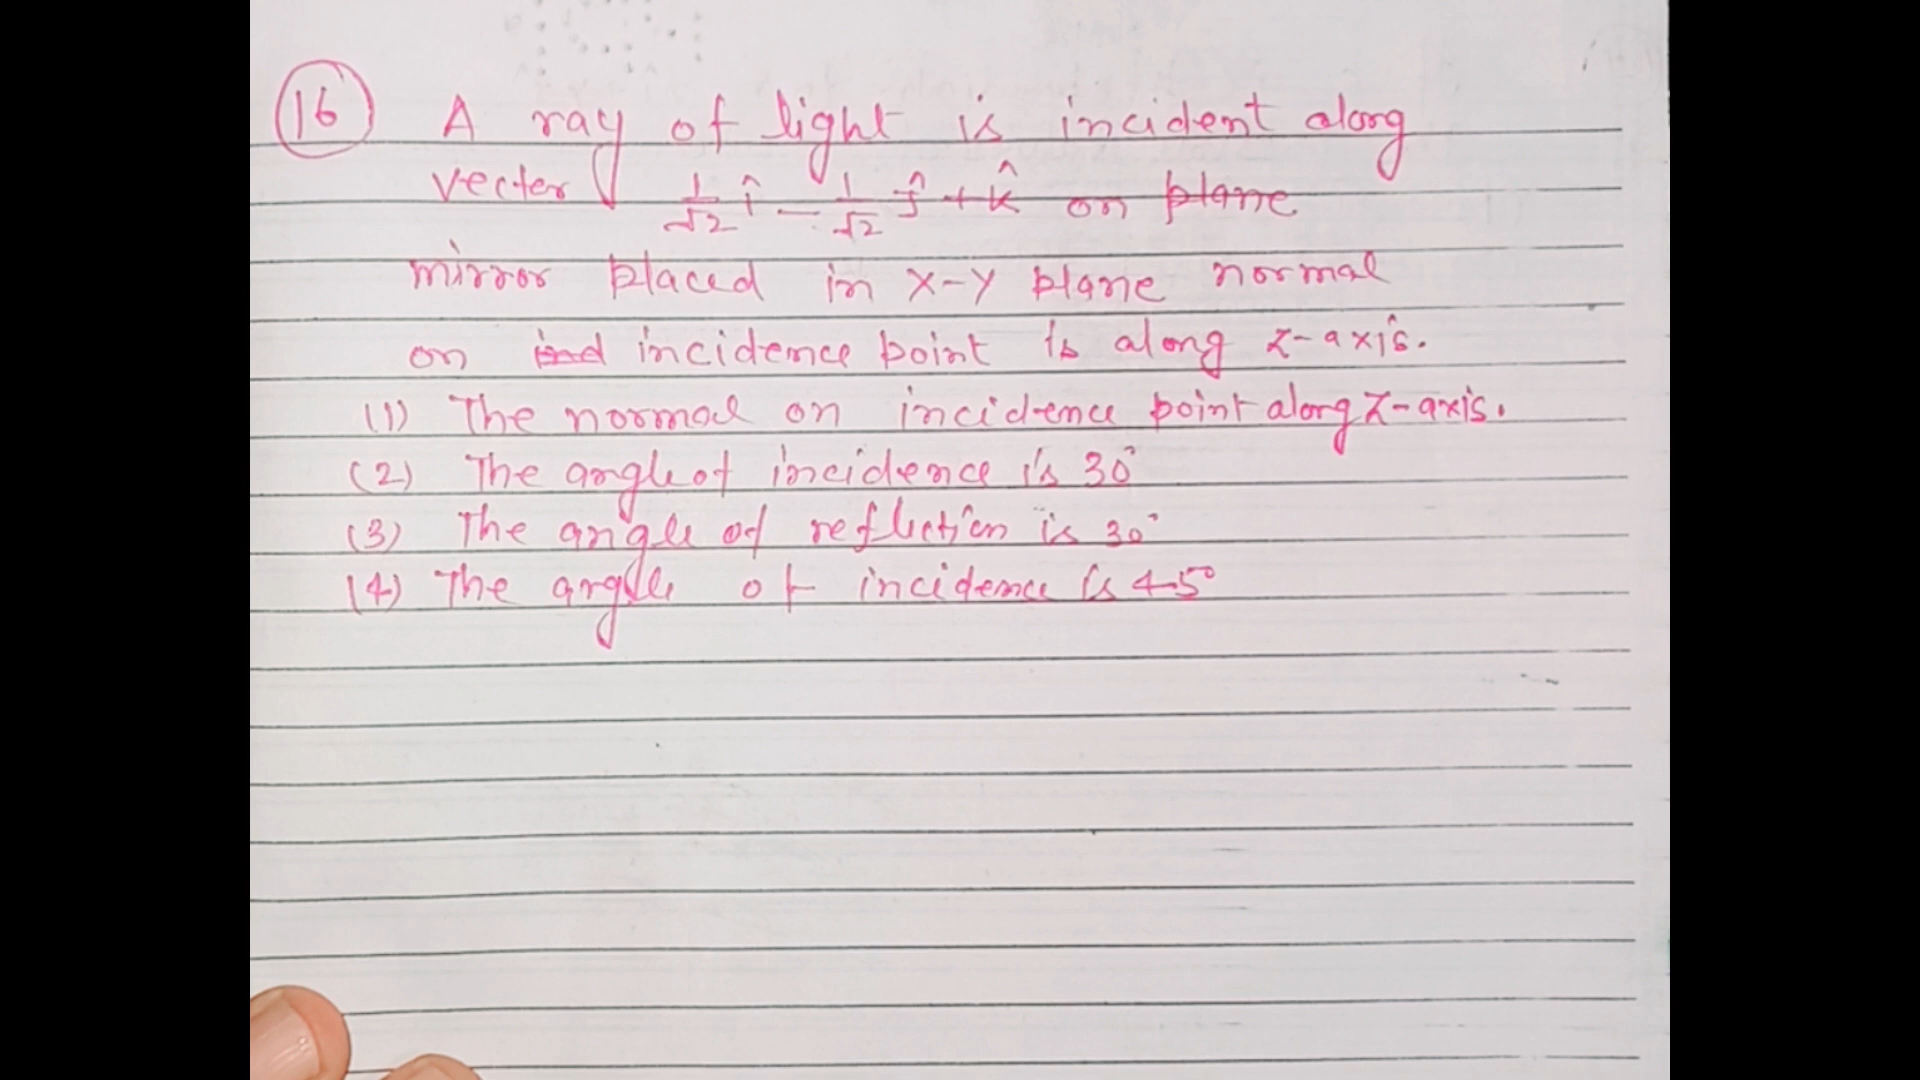 16 A ray of light is incident along
vector 1/√2 î - 1/√2 ĵ + k̂ on plane
mirror placed in X-Y plane normal
on ind incidence point is along z-axis.
(1) The normal on incidence point along Z-axis.
(2) The angle of incidence is 30°
(3) The angle of reflection is 30°
(4) The angle of incidence is 45°